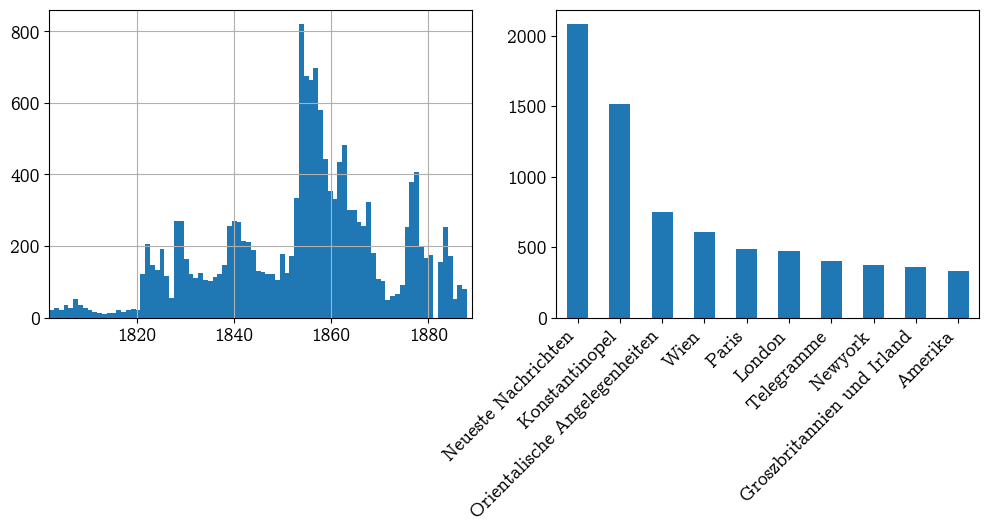 800
600
400
200
0
1820 1840 1860 1880
2000
1500
1000
500
0
Neueste Nachrichten
Konstantinopel
Orientalische Angelegenheiten
Wien
Paris
London
Telegramme
Newyork
Groszbritannien und Irland
Amerika